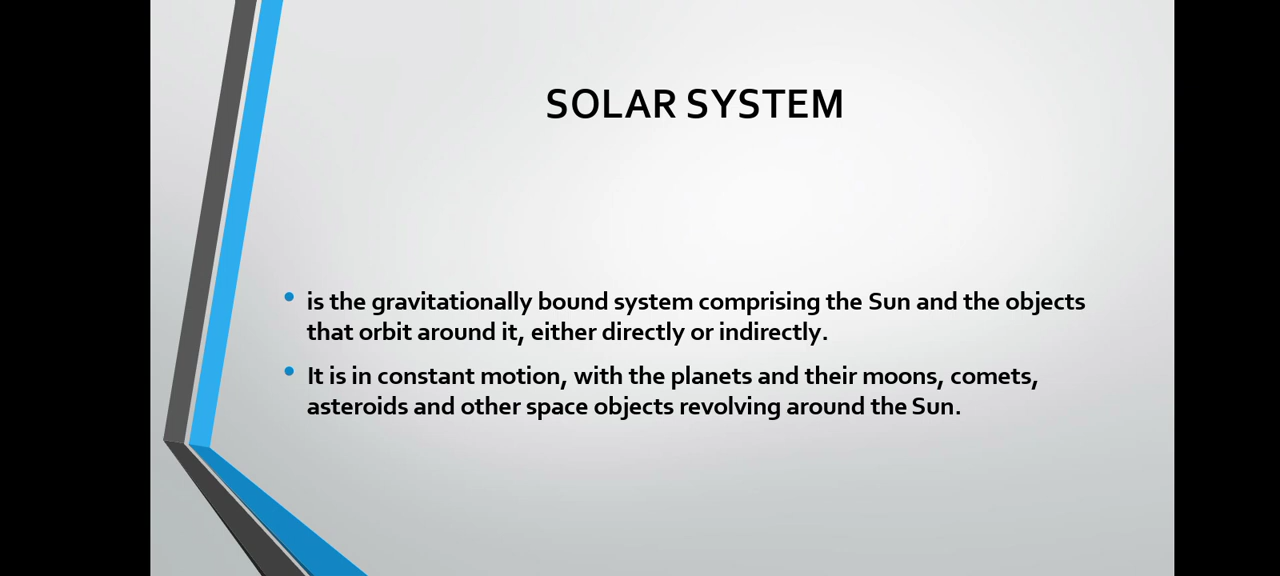 SOLAR SYSTEM
• is the gravitationally bound system comprising the Sun and the objects
that orbit around it, either directly or indirectly.
• It is in constant motion, with the planets and their moons, comets,
asteroids and other space objects revolving around the Sun.